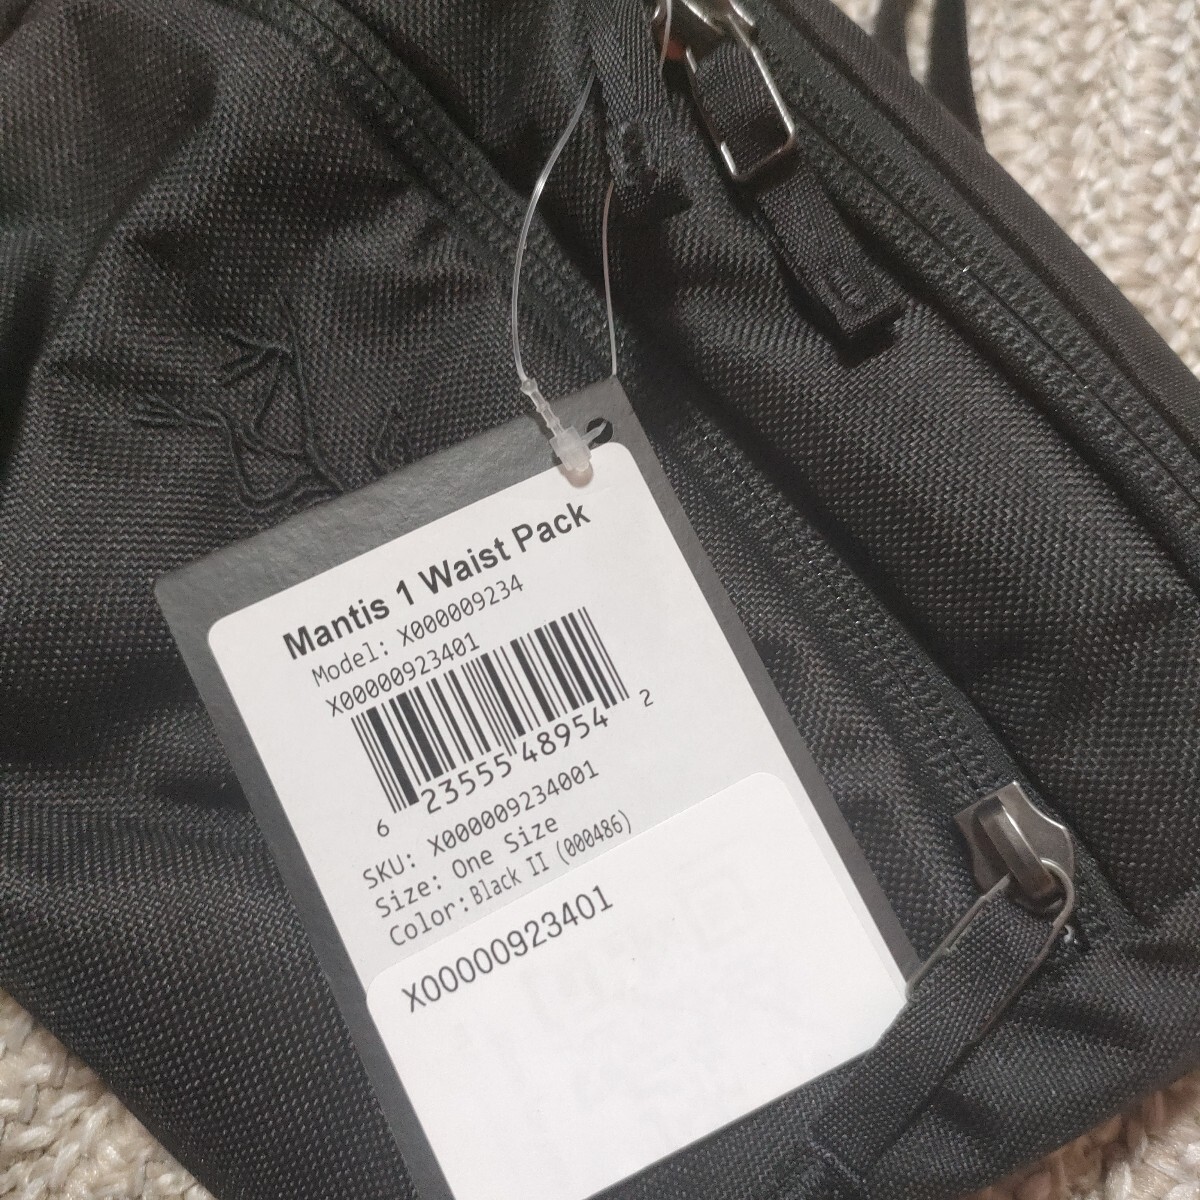 Mantis 1 Waist Pack
Model: X000009234
X00000923401
6 23555 48954 2
SKU: X000009234001
Size: One Size
Color: Black II (000486)
X00000923401